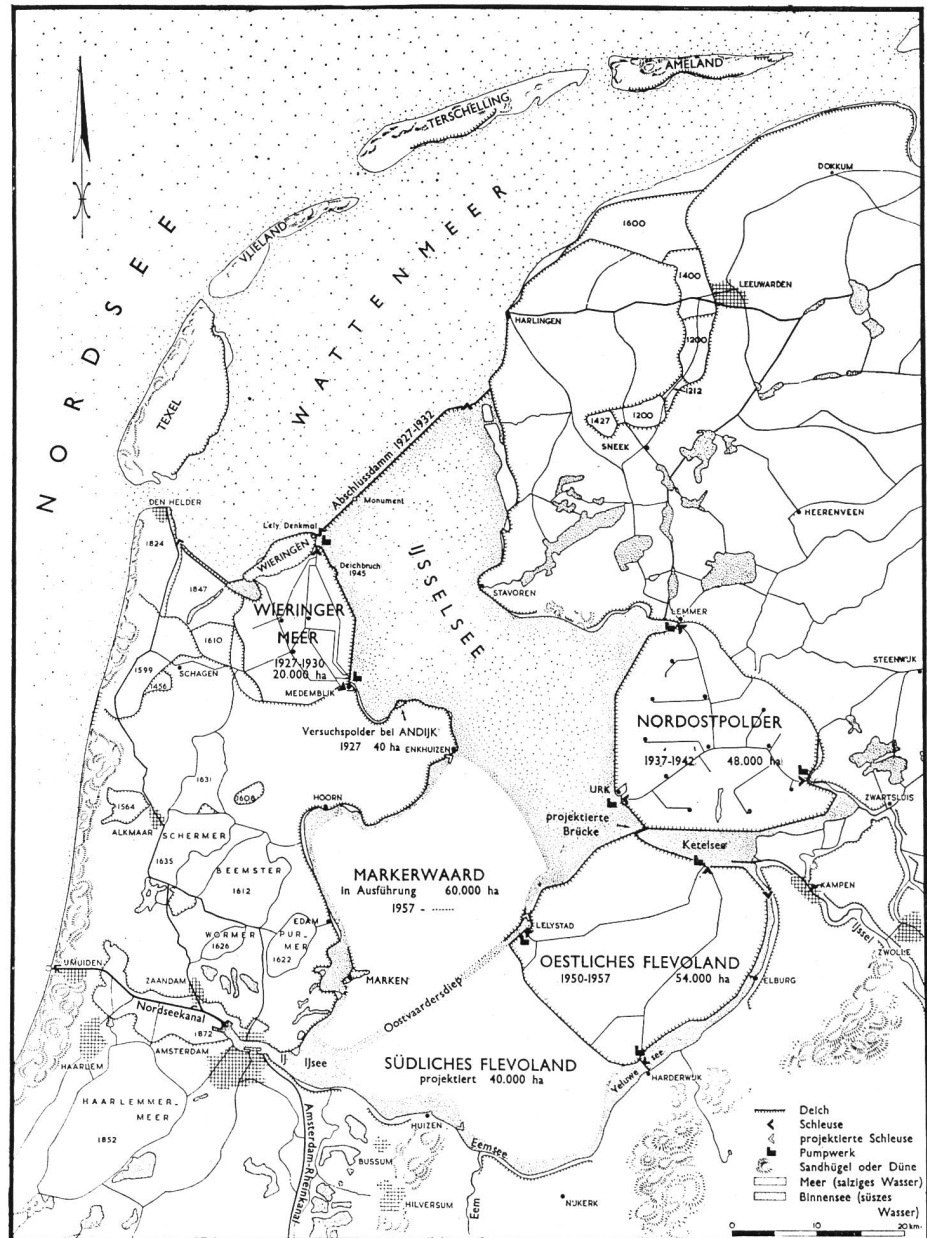 AMELAND
TERSCHELLING
DOKKUM
VLIELAND
WATTENMEER
NORDSEE
1600
1400
LEEUWARDEN
HARLINGEN
1200
1212
1200
1427
SNEEK
TEXEL
Abschlussdamm 1927-1932
Monument
DEN HELDER
Lely. Denkmal
1824
WIERINGEN
Deichbruch
1945
IJSSELSEE
HEERENVEEN
STAVOREN
1847
WIERINGER
MEER
1927-1930
20.000 ha
LEMMER
1610
1599
SCHAGEN
1456
STEENWIJK
MEDEMBLIK
Versuchspolder bei ANDIJK
1927 40 ha
ENKHUIZEN
NORDOSTPOLDER
1937-1942 48.000 ha
1631
1608
HOORN
URK
ZWARTSLUIS
projektierte
Brücke
1564
ALKMAAR
SCHERMER
1635
BEEMSTER
1612
Ketelsee
MARKERWAARD
In Ausführung 60.000 ha
1957 - ........
KAMPEN
IJssel
ZWOLLE
LELYSTAD
EDAM
WORMER
1626
PUR-
MER
1622
OESTLICHES FLEVOLAND
1950-1957 54.000 ha
ELBURG
IJMUIDEN
ZAANDAM
MARKEN
Nordseekanal
1872
Oostvaardersdiep
AMSTERDAM
IJ
IJsee
SÜDLICHES FLEVOLAND
projektiert 40.000 ha
Veluwe see
HARDERWIJK
HAARLEM
HAARLEMMER-
MEER
1852
Amsterdam-Rheinkanal
HUIZEN
Eemsee
BUSSUM
HILVERSUM
Eem
NIJKERK
Deich
Schleuse
projektierte Schleuse
Pumpwerk
Sandhügel oder Düne
Meer (salziges Wasser)
Binnensee (süszes
Wasser)
0 10 20 km.